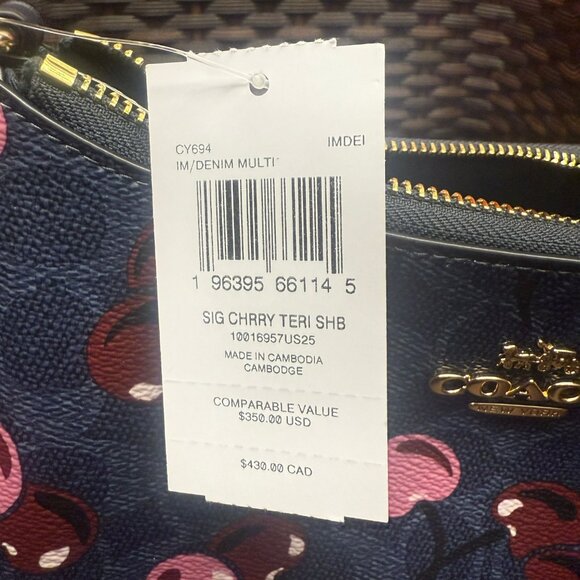 CY694 IMDEI
IM/DENIM MULTI
1 96395 66114 5
SIG CHRRY TERI SHB
10016957US25
MADE IN CAMBODIA
CAMBODGE
COMPARABLE VALUE
$350.00 USD
$430.00 CAD
COAC
NEW YORK